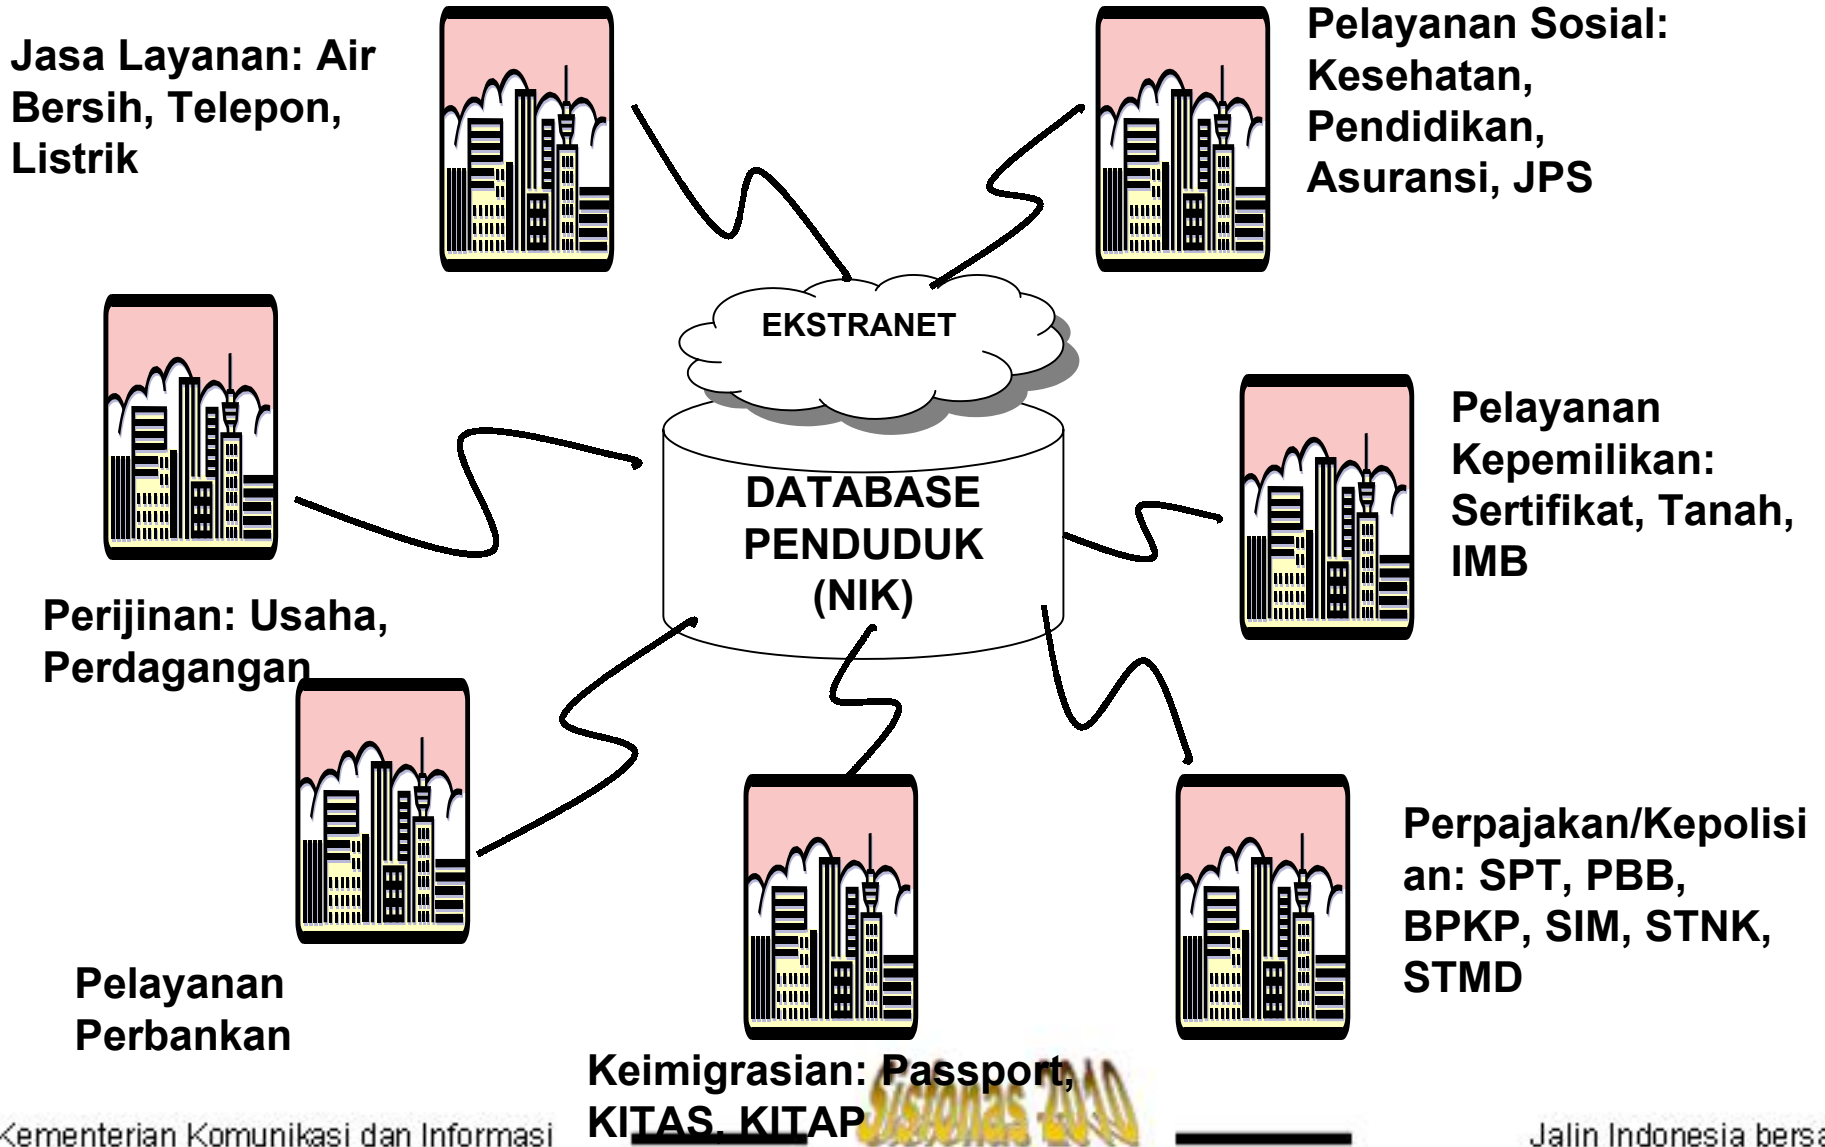 Jasa Layanan: Air
Bersih, Telepon,
Listrik
Pelayanan Sosial:
Kesehatan,
Pendidikan,
Asuransi, JPS
EKSTRANET
DATABASE
PENDUDUK
(NIK)
Pelayanan
Kepemilikan:
Sertifikat, Tanah,
IMB
Perijinan: Usaha,
Perdagangan
Perpajakan/Kepolisi
an: SPT, PBB,
BPKP, SIM, STNK,
STMD
Pelayanan
Perbankan
Keimigrasian: Passport,
KITAS, KITAP
Sisfonas 2010
Kementerian Komunikasi dan Informasi
Jalin Indonesia bersa